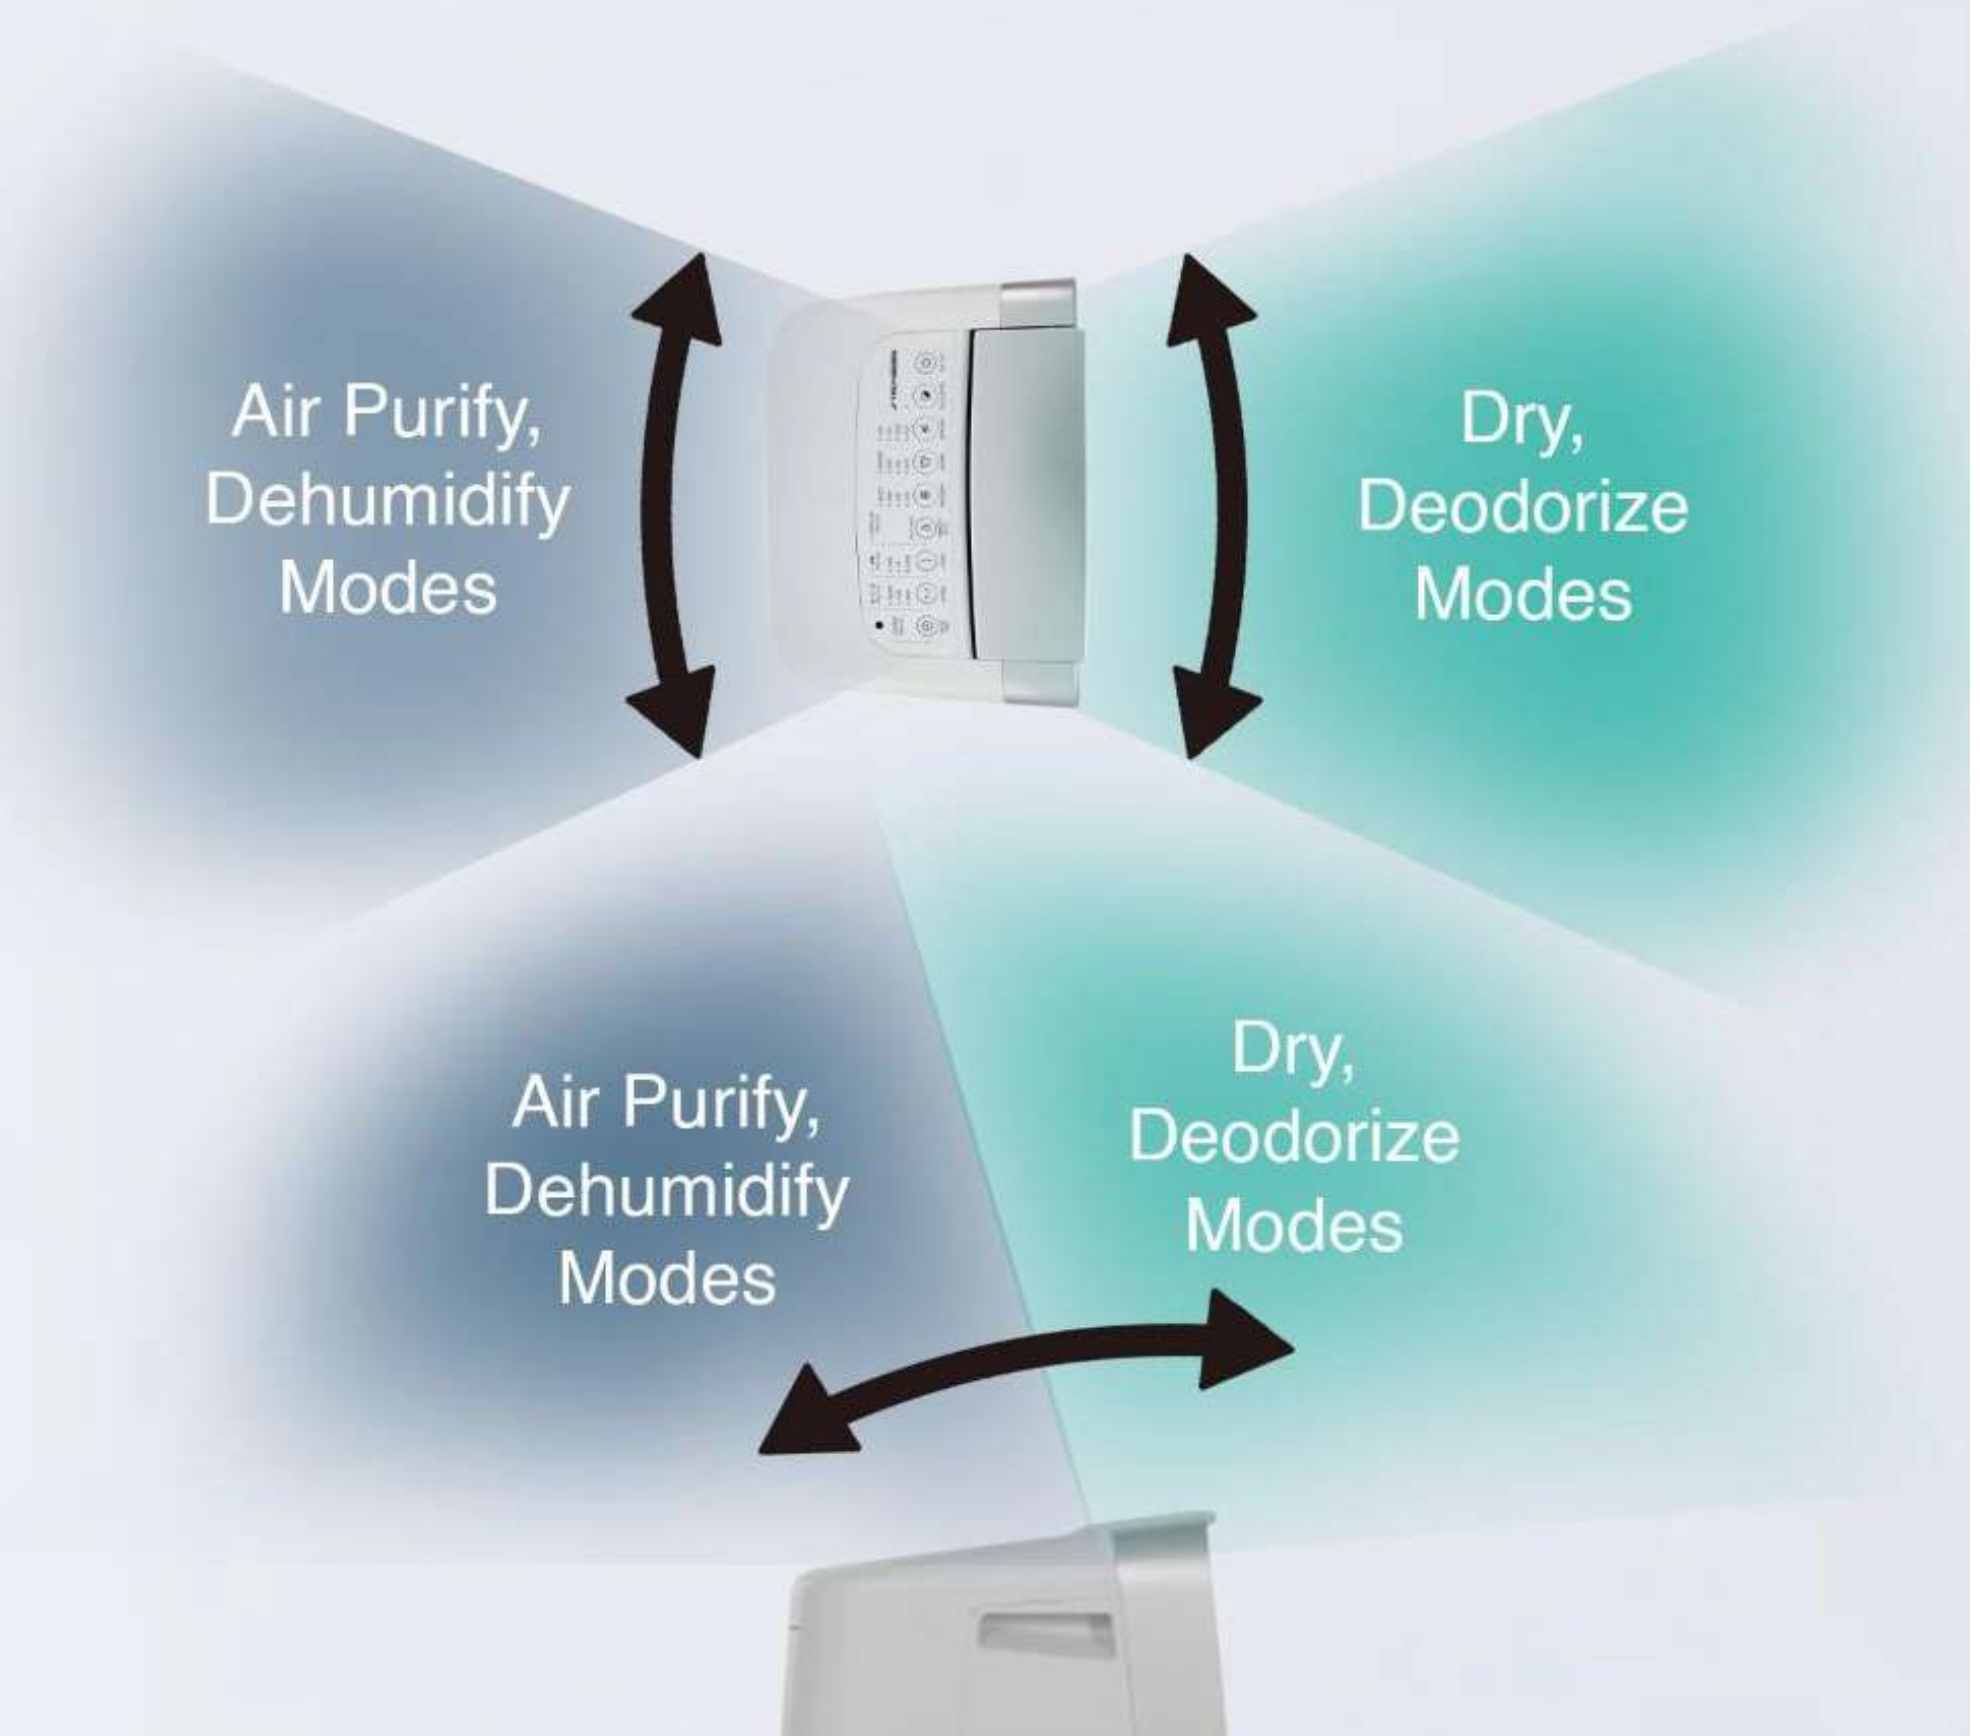 Air Purify,
Dehumidify
Modes
Dry,
Deodorize
Modes
Air Purify,
Dehumidify
Modes
Dry,
Deodorize
Modes